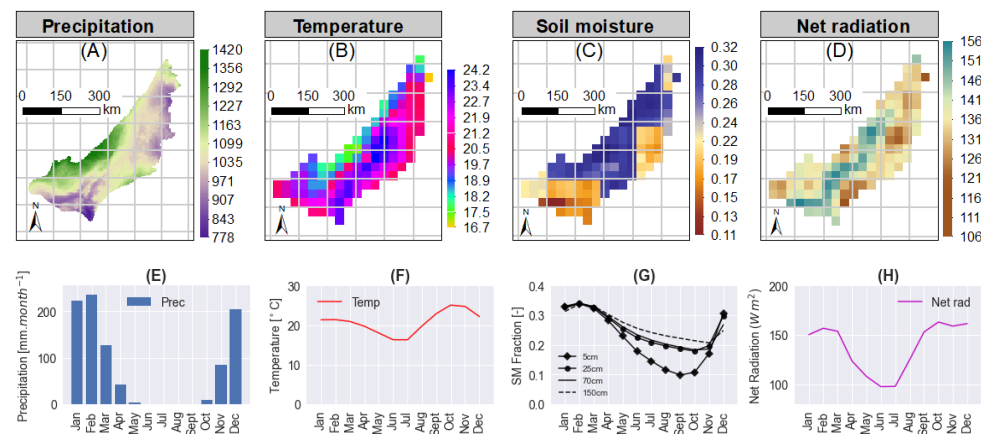 Precipitation
(A)
0 150 300
km
N
1420
1356
1292
1227
1163
1099
1035
971
907
843
778
Temperature
(B)
0 150 300
km
N
24.2
23.4
22.7
21.9
21.2
20.5
19.7
19.0
18.2
17.5
16.7
Soil moisture
(C)
0 150 300
km
N
0.32
0.28
0.26
0.24
0.22
0.19
0.17
0.15
0.13
0.11
Net radiation
(D)
0 150 300
km
N
156
151
146
141
136
131
126
121
116
111
106
(E)
Precipitation [mm.month⁻¹]
200
100
0
Prec
Jan Feb Mar Apr May Jun Jul Aug Sept Oct Nov Dec
(F)
Temperature [° C]
30
20
10
0
Temp
Jan Feb Mar Apr May Jun Jul Aug Sept Oct Nov Dec
(G)
SM Fraction [-]
0.4
0.3
0.2
0.1
0.0
5cm
25cm
70cm
150cm
Jan Feb Mar Apr May Jun Jul Aug Sept Oct Nov Dec
(H)
Net Radiation (W m²)
200
150
100
Net rad
Jan Feb Mar Apr May Jun Jul Aug Sept Oct Nov Dec